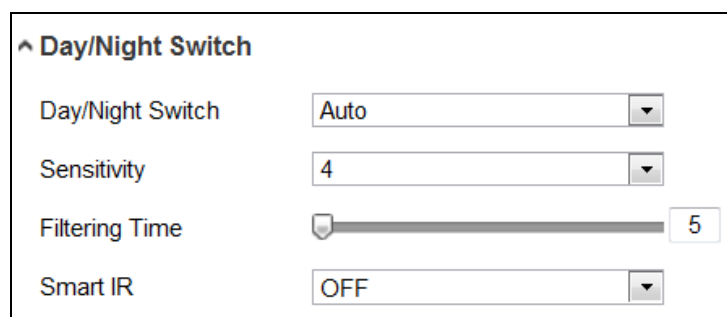 Day/Night Switch
Day/Night Switch Auto
Sensitivity 4
Filtering Time 5
Smart IR OFF